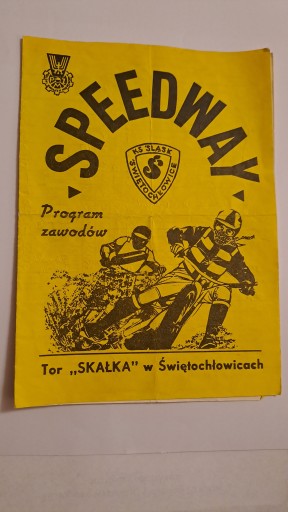 SPEEDWAY
KS ŚLĄSK
ŚWIĘTOCHŁOWICE
Program
zawodów
Tor „SKAŁKA” w Świętochłowicach